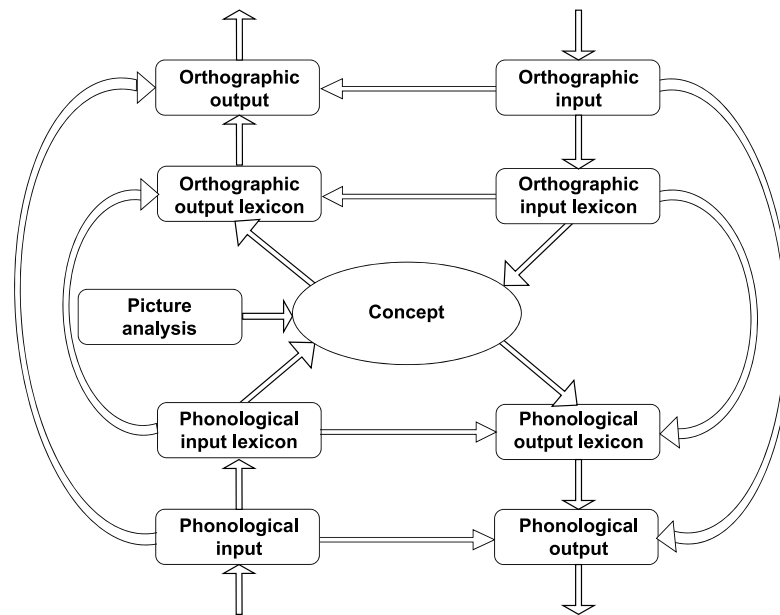 Orthographic
output
Orthographic
input
Orthographic
output lexicon
Orthographic
input lexicon
Picture
analysis
Concept
Phonological
input lexicon
Phonological
output lexicon
Phonological
input
Phonological
output